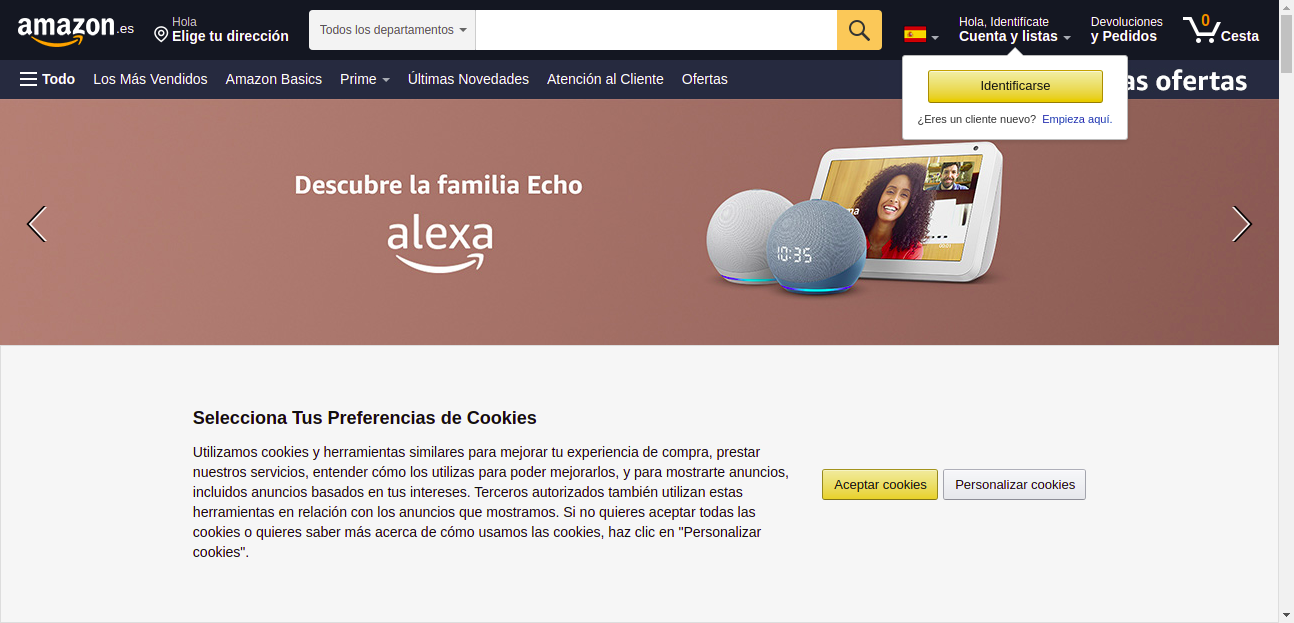 amazon.es
Hola
Elige tu dirección
Todos los departamentos
Hola, Identifícate
Cuenta y listas
Devoluciones
y Pedidos
0
Cesta
Todo
Los Más Vendidos
Amazon Basics
Prime
Últimas Novedades
Atención al Cliente
Ofertas
as ofertas
Identificarse
¿Eres un cliente nuevo? Empieza aquí.
Descubre la familia Echo
alexa
10:35
Selecciona Tus Preferencias de Cookies
Utilizamos cookies y herramientas similares para mejorar tu experiencia de compra, prestar
nuestros servicios, entender cómo los utilizas para poder mejorarlos, y para mostrarte anuncios,
incluidos anuncios basados en tus intereses. Terceros autorizados también utilizan estas
herramientas en relación con los anuncios que mostramos. Si no quieres aceptar todas las
cookies o quieres saber más acerca de cómo usamos las cookies, haz clic en "Personalizar
cookies".
Aceptar cookies
Personalizar cookies